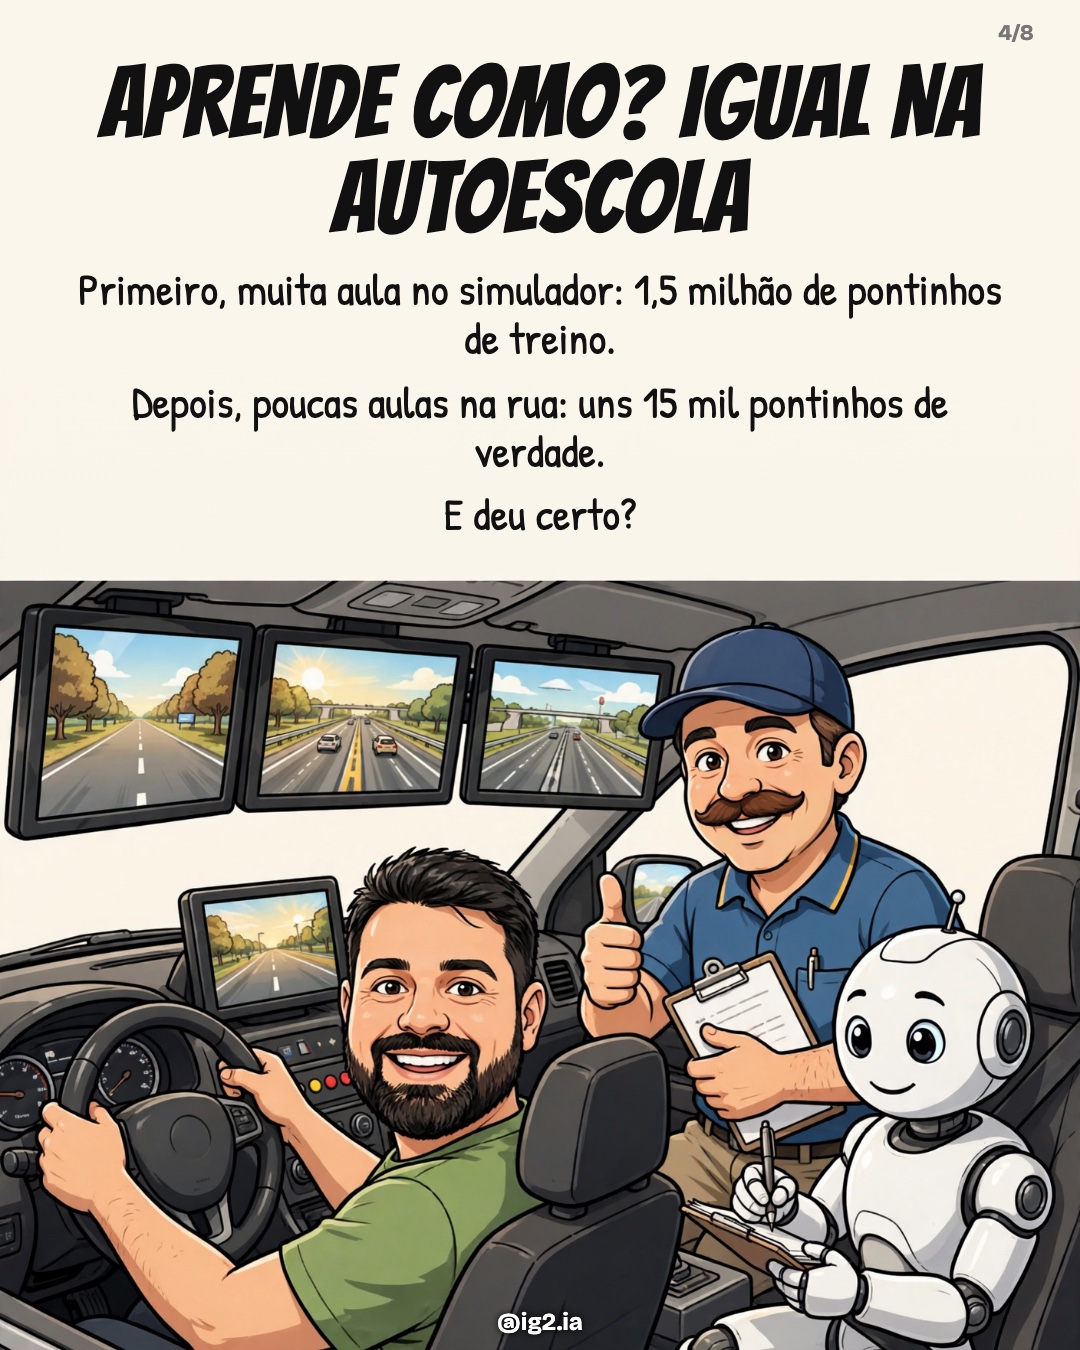 4/8
APRENDE COMO? IGUAL NA
AUTOESCOLA
Primeiro, muita aula no simulador: 1,5 milhão de pontinhos
de treino.
Depois, poucas aulas na rua: uns 15 mil pontinhos de
verdade.
E deu certo?
@ig2.ia